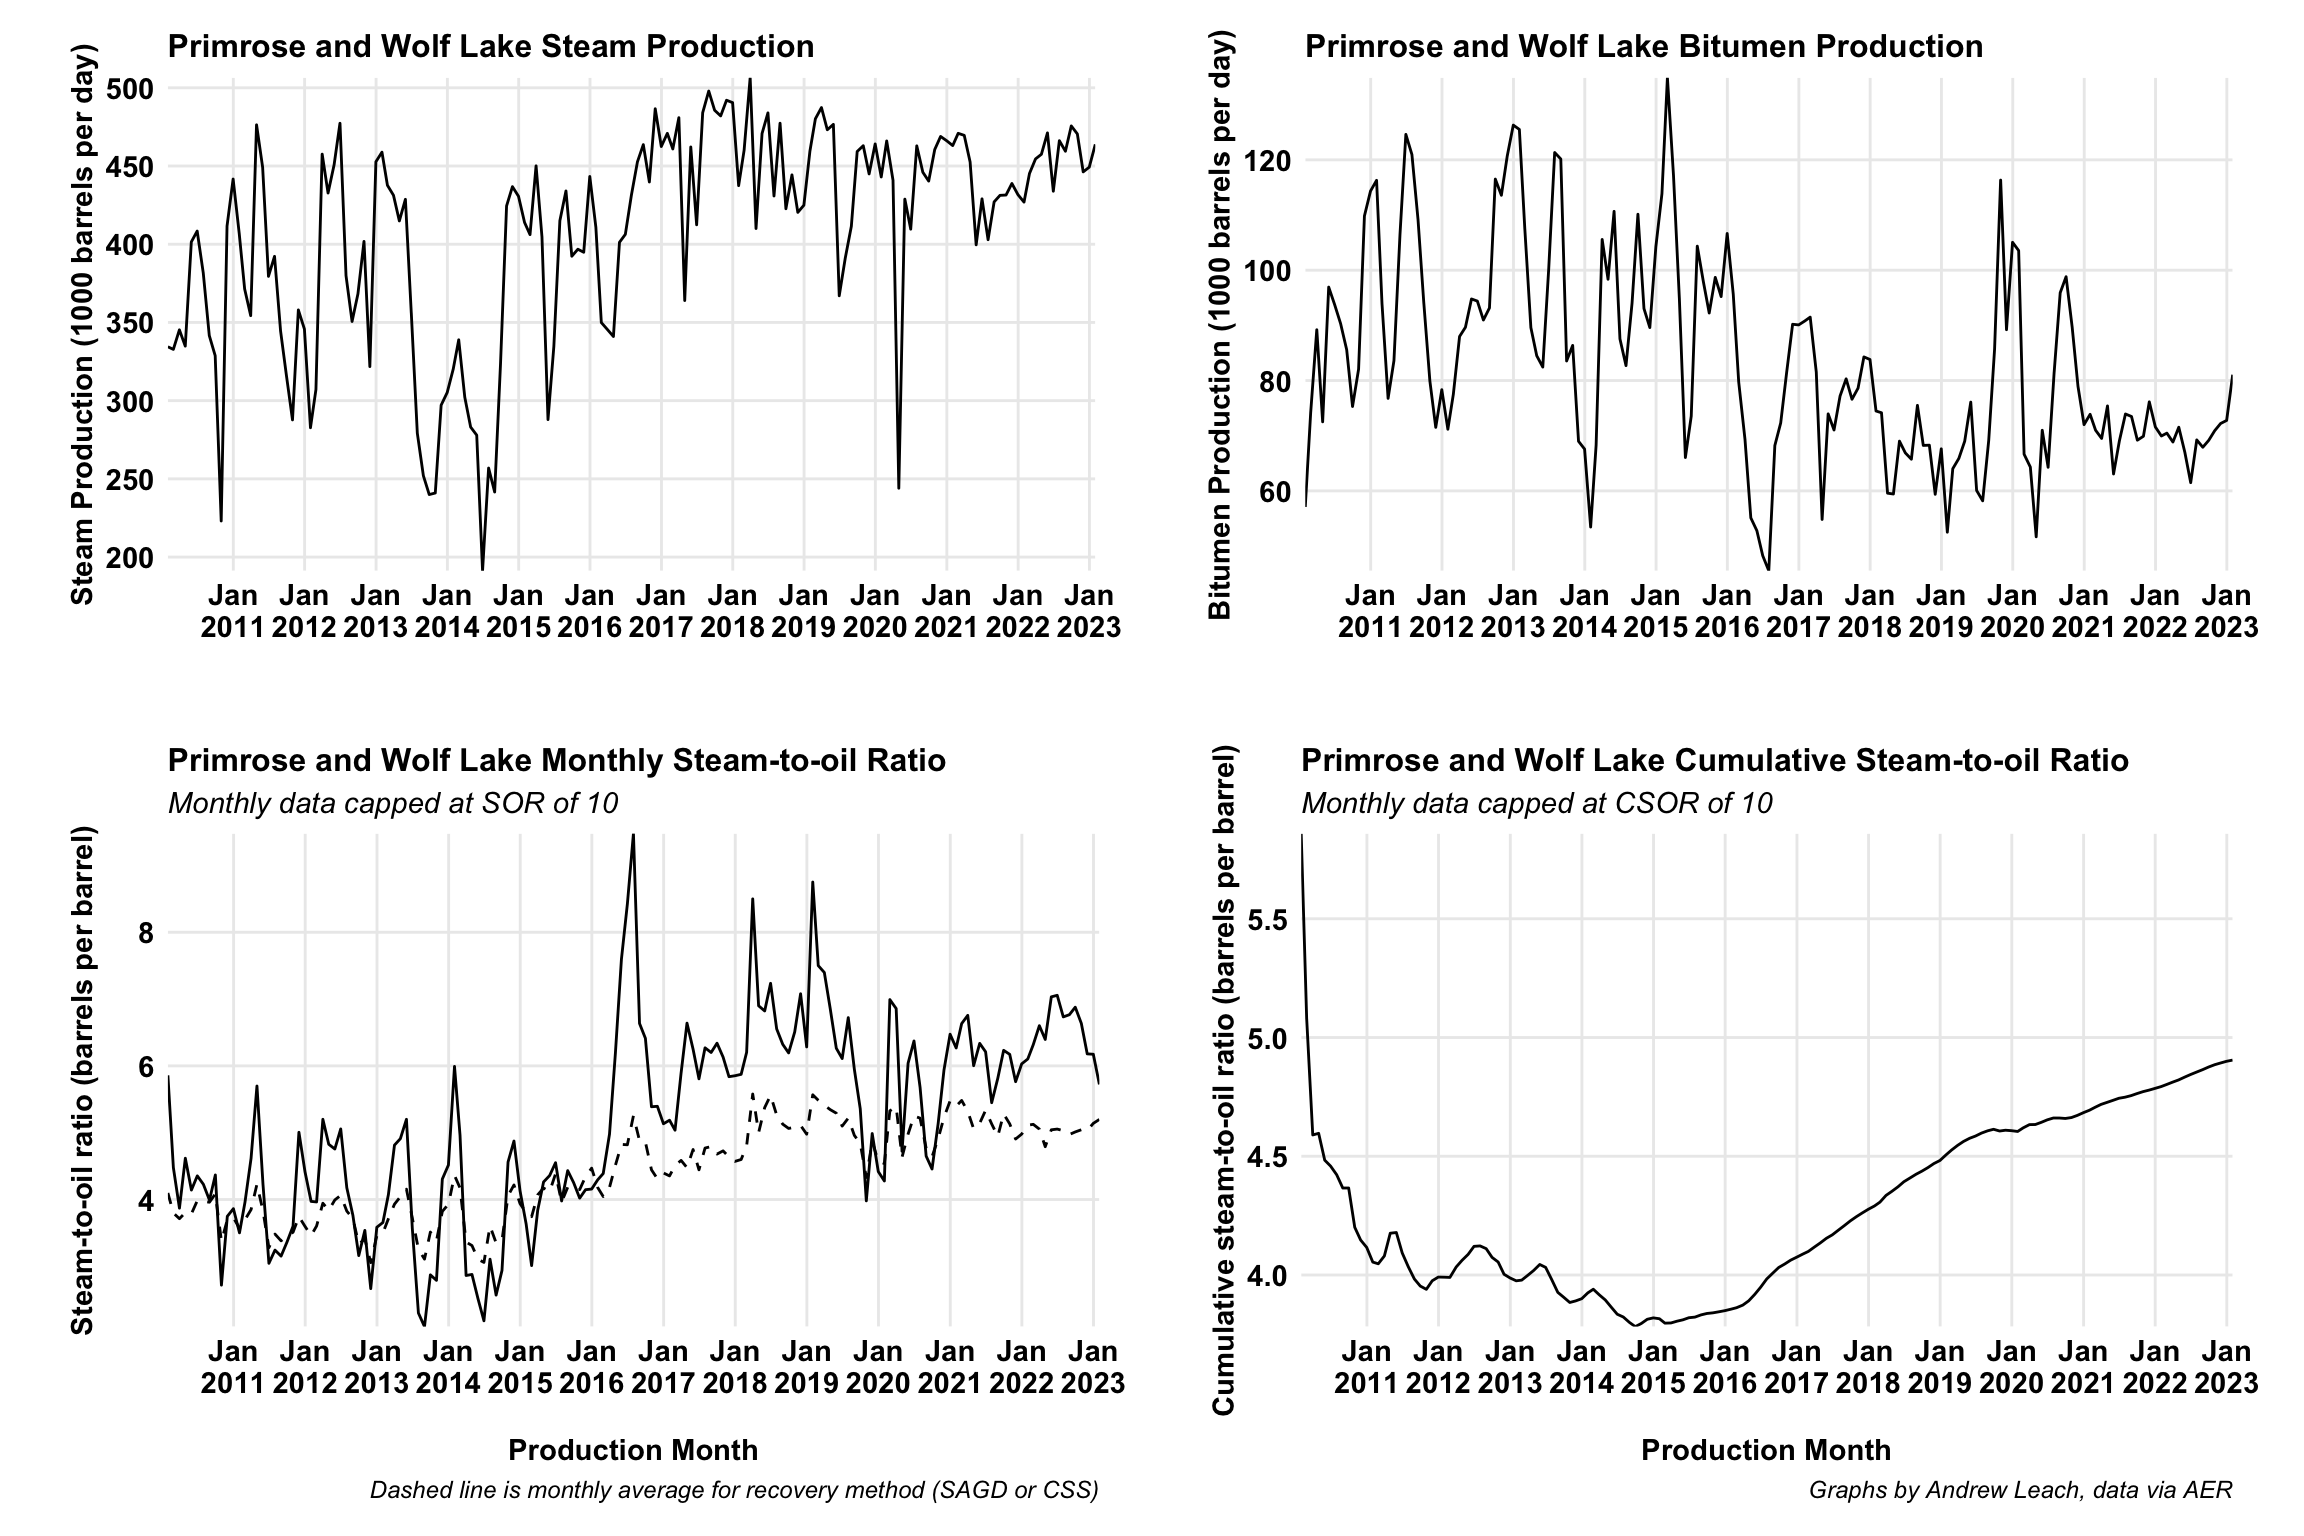 Primrose and Wolf Lake Steam Production
Steam Production (1000 barrels per day)
500
450
400
350
300
250
200
Jan Jan Jan Jan Jan Jan Jan Jan Jan Jan Jan Jan Jan
2011 2012 2013 2014 2015 2016 2017 2018 2019 2020 2021 2022 2023
Primrose and Wolf Lake Bitumen Production
Bitumen Production (1000 barrels per day)
120
100
80
60
Jan Jan Jan Jan Jan Jan Jan Jan Jan Jan Jan Jan Jan
2011 2012 2013 2014 2015 2016 2017 2018 2019 2020 2021 2022 2023
Primrose and Wolf Lake Monthly Steam-to-oil Ratio
Monthly data capped at SOR of 10
Steam-to-oil ratio (barrels per barrel)
8
6
4
Jan Jan Jan Jan Jan Jan Jan Jan Jan Jan Jan Jan Jan
2011 2012 2013 2014 2015 2016 2017 2018 2019 2020 2021 2022 2023
Production Month
Dashed line is monthly average for recovery method (SAGD or CSS)
Primrose and Wolf Lake Cumulative Steam-to-oil Ratio
Monthly data capped at CSOR of 10
Cumulative steam-to-oil ratio (barrels per barrel)
5.5
5.0
4.5
4.0
Jan Jan Jan Jan Jan Jan Jan Jan Jan Jan Jan Jan Jan
2011 2012 2013 2014 2015 2016 2017 2018 2019 2020 2021 2022 2023
Production Month
Graphs by Andrew Leach, data via AER